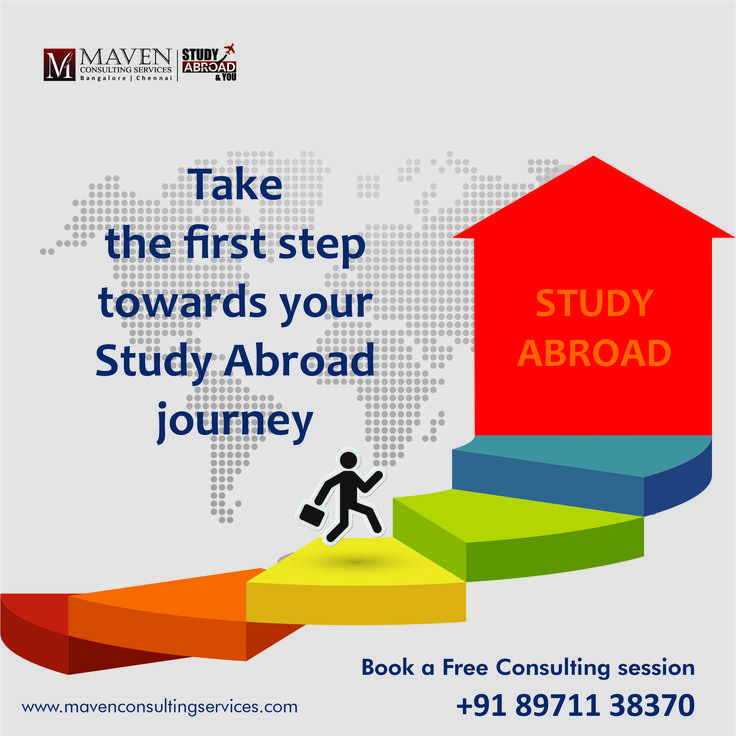 MAVEN
CONSULTING SERVICES
Bangalore | Chennai
STUDY
ABROAD
& YOU
Take
the first step
towards your
Study Abroad
journey
STUDY
ABROAD
Book a Free Consulting session
www.mavenconsultingservices.com
+91 89711 38370